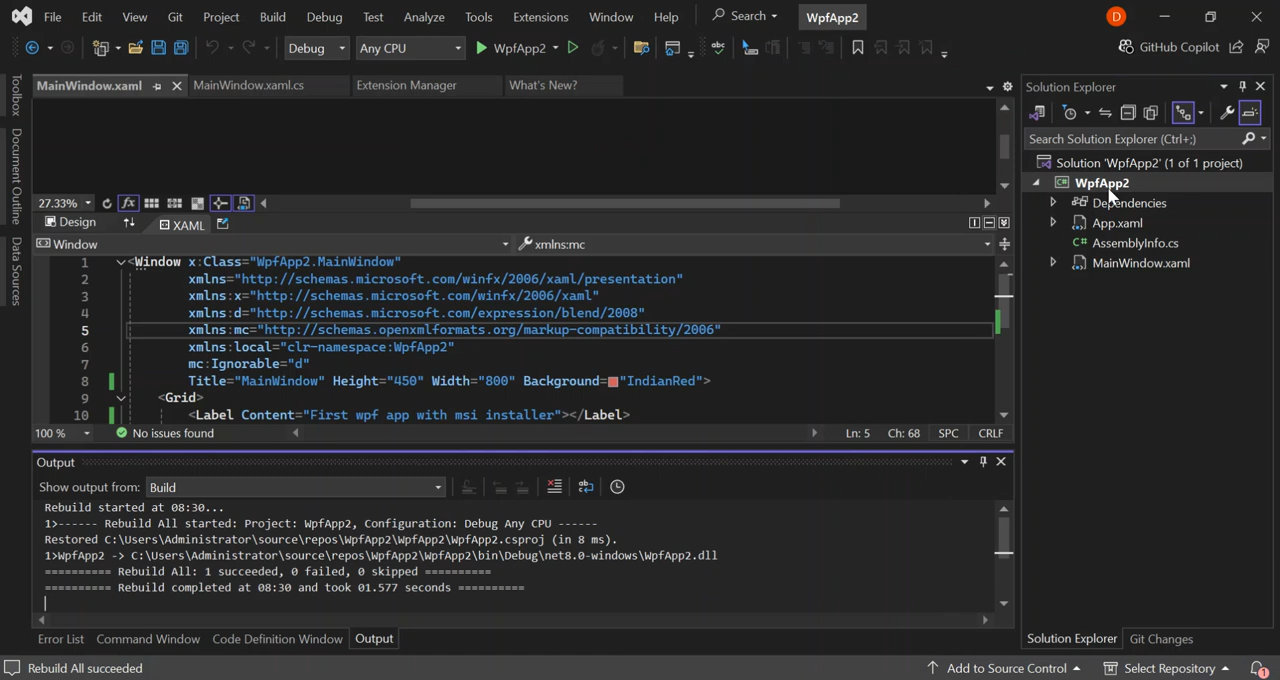 File Edit View Git Project Build Debug Test Analyze Tools Extensions Window Help Search WpfApp2 D
Debug Any CPU WpfApp2 GitHub Copilot
MainWindow.xaml MainWindow.xaml.cs Extension Manager What's New?
Solution Explorer
Search Solution Explorer (Ctrl+;)
Solution 'WpfApp2' (1 of 1 project)
WpfApp2
Dependencies
App.xaml
C# AssemblyInfo.cs
MainWindow.xaml
Toolbox
Document Outline
Data Sources
27.33% fx
Design XAML
Window xmlns:mc
1 <Window x:Class="WpfApp2.MainWindow"
2 xmlns="http://schemas.microsoft.com/winfx/2006/xaml/presentation"
3 xmlns:x="http://schemas.microsoft.com/winfx/2006/xaml"
4 xmlns:d="http://schemas.microsoft.com/expression/blend/2008"
5 xmlns:mc="http://schemas.openxmlformats.org/markup-compatibility/2006"
6 xmlns:local="clr-namespace:WpfApp2"
7 mc:Ignorable="d"
8 Title="MainWindow" Height="450" Width="800" Background="IndianRed">
9 <Grid>
10 <Label Content="First wpf app with msi installer"></Label>
100 % No issues found Ln: 5 Ch: 68 SPC CRLF
Output
Show output from: Build
Rebuild started at 08:30...
1>------ Rebuild All started: Project: WpfApp2, Configuration: Debug Any CPU ------
Restored C:\Users\Administrator\source\repos\WpfApp2\WpfApp2\WpfApp2.csproj (in 8 ms).
1>WpfApp2 -> C:\Users\Administrator\source\repos\WpfApp2\WpfApp2\bin\Debug\net8.0-windows\WpfApp2.dll
========== Rebuild All: 1 succeeded, 0 failed, 0 skipped ==========
========== Rebuild completed at 08:30 and took 01.577 seconds ==========
Error List Command Window Code Definition Window Output
Solution Explorer Git Changes
Rebuild All succeeded Add to Source Control Select Repository 1